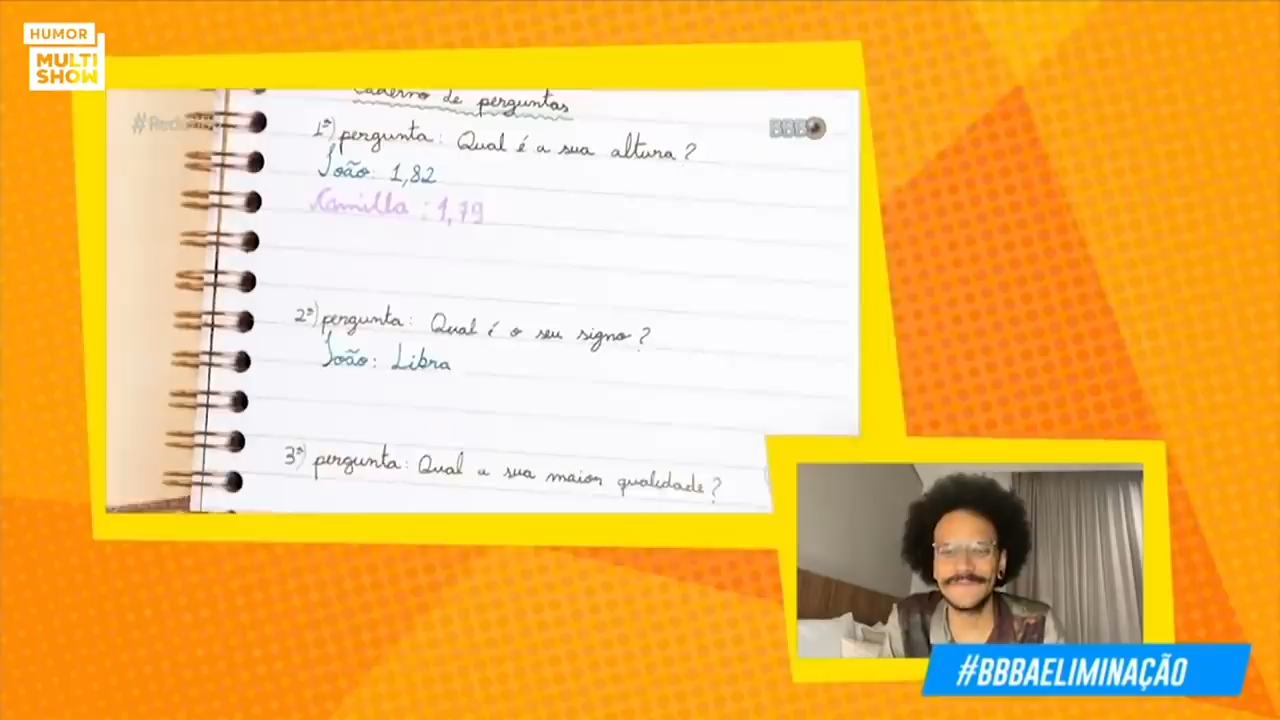 HUMOR
MULTI
SHOW
Caderno de perguntas
BBB
1ª) pergunta: Qual é a sua altura?
João: 1,82
Camilla: 1,79
2ª) pergunta: Qual é o seu signo?
João: Libra
3ª) pergunta: Qual a sua maior qualidade?
#BBBAELIMINAÇÃO